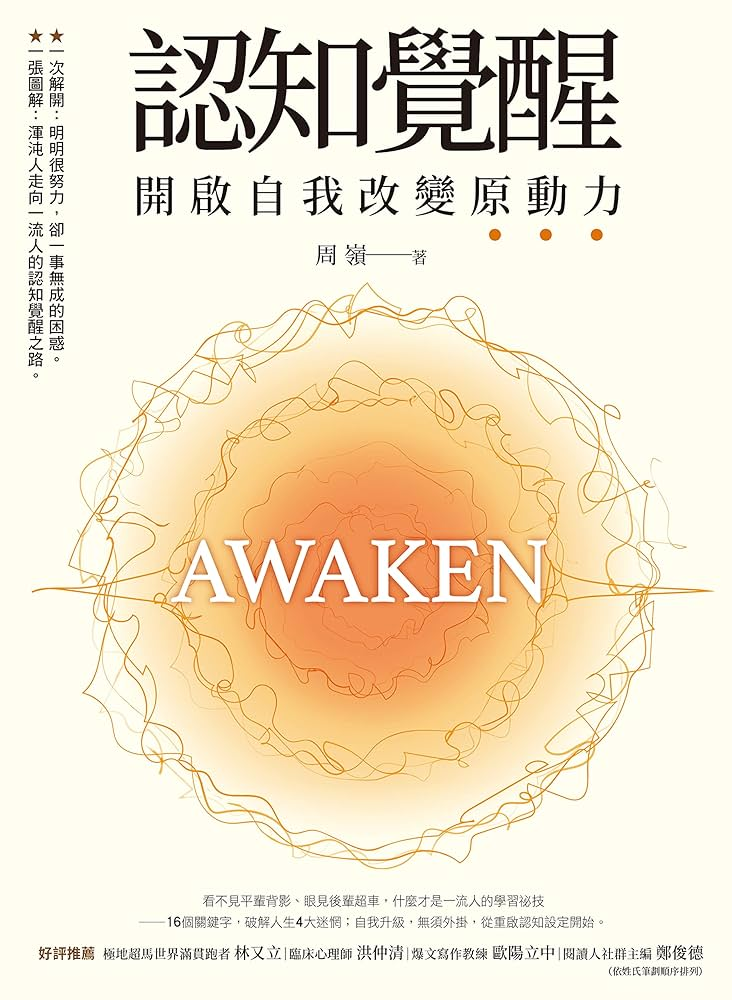 ★一次解開：明明很努力，卻一事無成的困惑。
★一張圖解：渾沌人走向一流人的認知覺醒之路。
認知覺醒
開啟自我改變原動力
周嶺——著
AWAKEN
看不見平輩背影、眼見後輩超車，什麼才是一流人的學習祕技
——16個關鍵字，破解人生4大迷惘；自我升級，無須外掛，從重啟認知設定開始。
好評推薦 極地超馬世界滿貫跑者 林又立|臨床心理師 洪仲清|爆文寫作教練 歐陽立中|閱讀人社群主編 鄭俊德
（依姓氏筆劃順序排列）